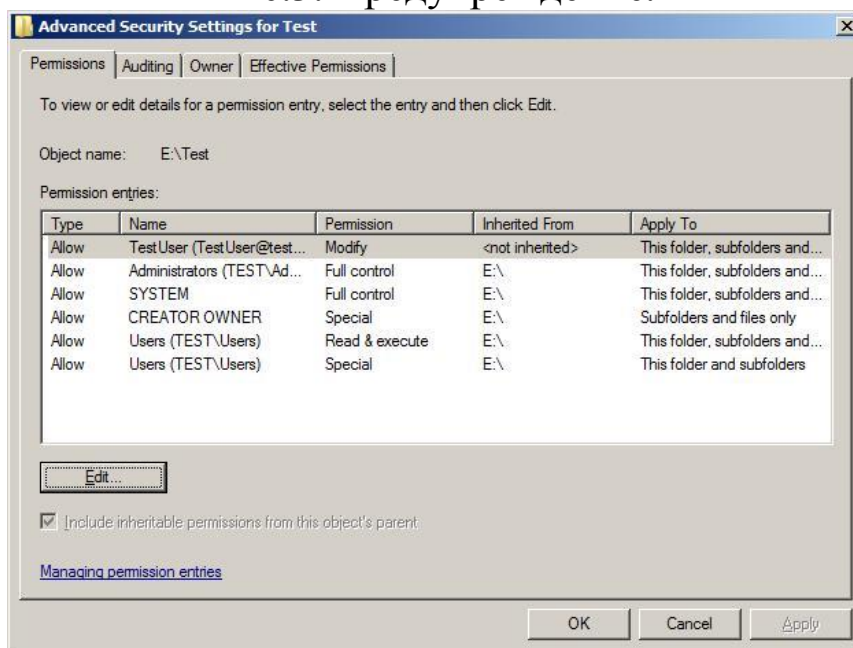 Advanced Security Settings for Test
Permissions Auditing Owner Effective Permissions
To view or edit details for a permission entry, select the entry and then click Edit.
Object name: E:\Test
Permission entries:
Type Name Permission Inherited From Apply To
Allow TestUser (TestUser@test... Modify <not inherited> This folder, subfolders and...
Allow Administrators (TEST\Ad... Full control E:\ This folder, subfolders and...
Allow SYSTEM Full control E:\ This folder, subfolders and...
Allow CREATOR OWNER Special E:\ Subfolders and files only
Allow Users (TEST\Users) Read & execute E:\ This folder, subfolders and...
Allow Users (TEST\Users) Special E:\ This folder and subfolders
Edit...
Include inheritable permissions from this object's parent
Managing permission entries
OK Cancel Apply